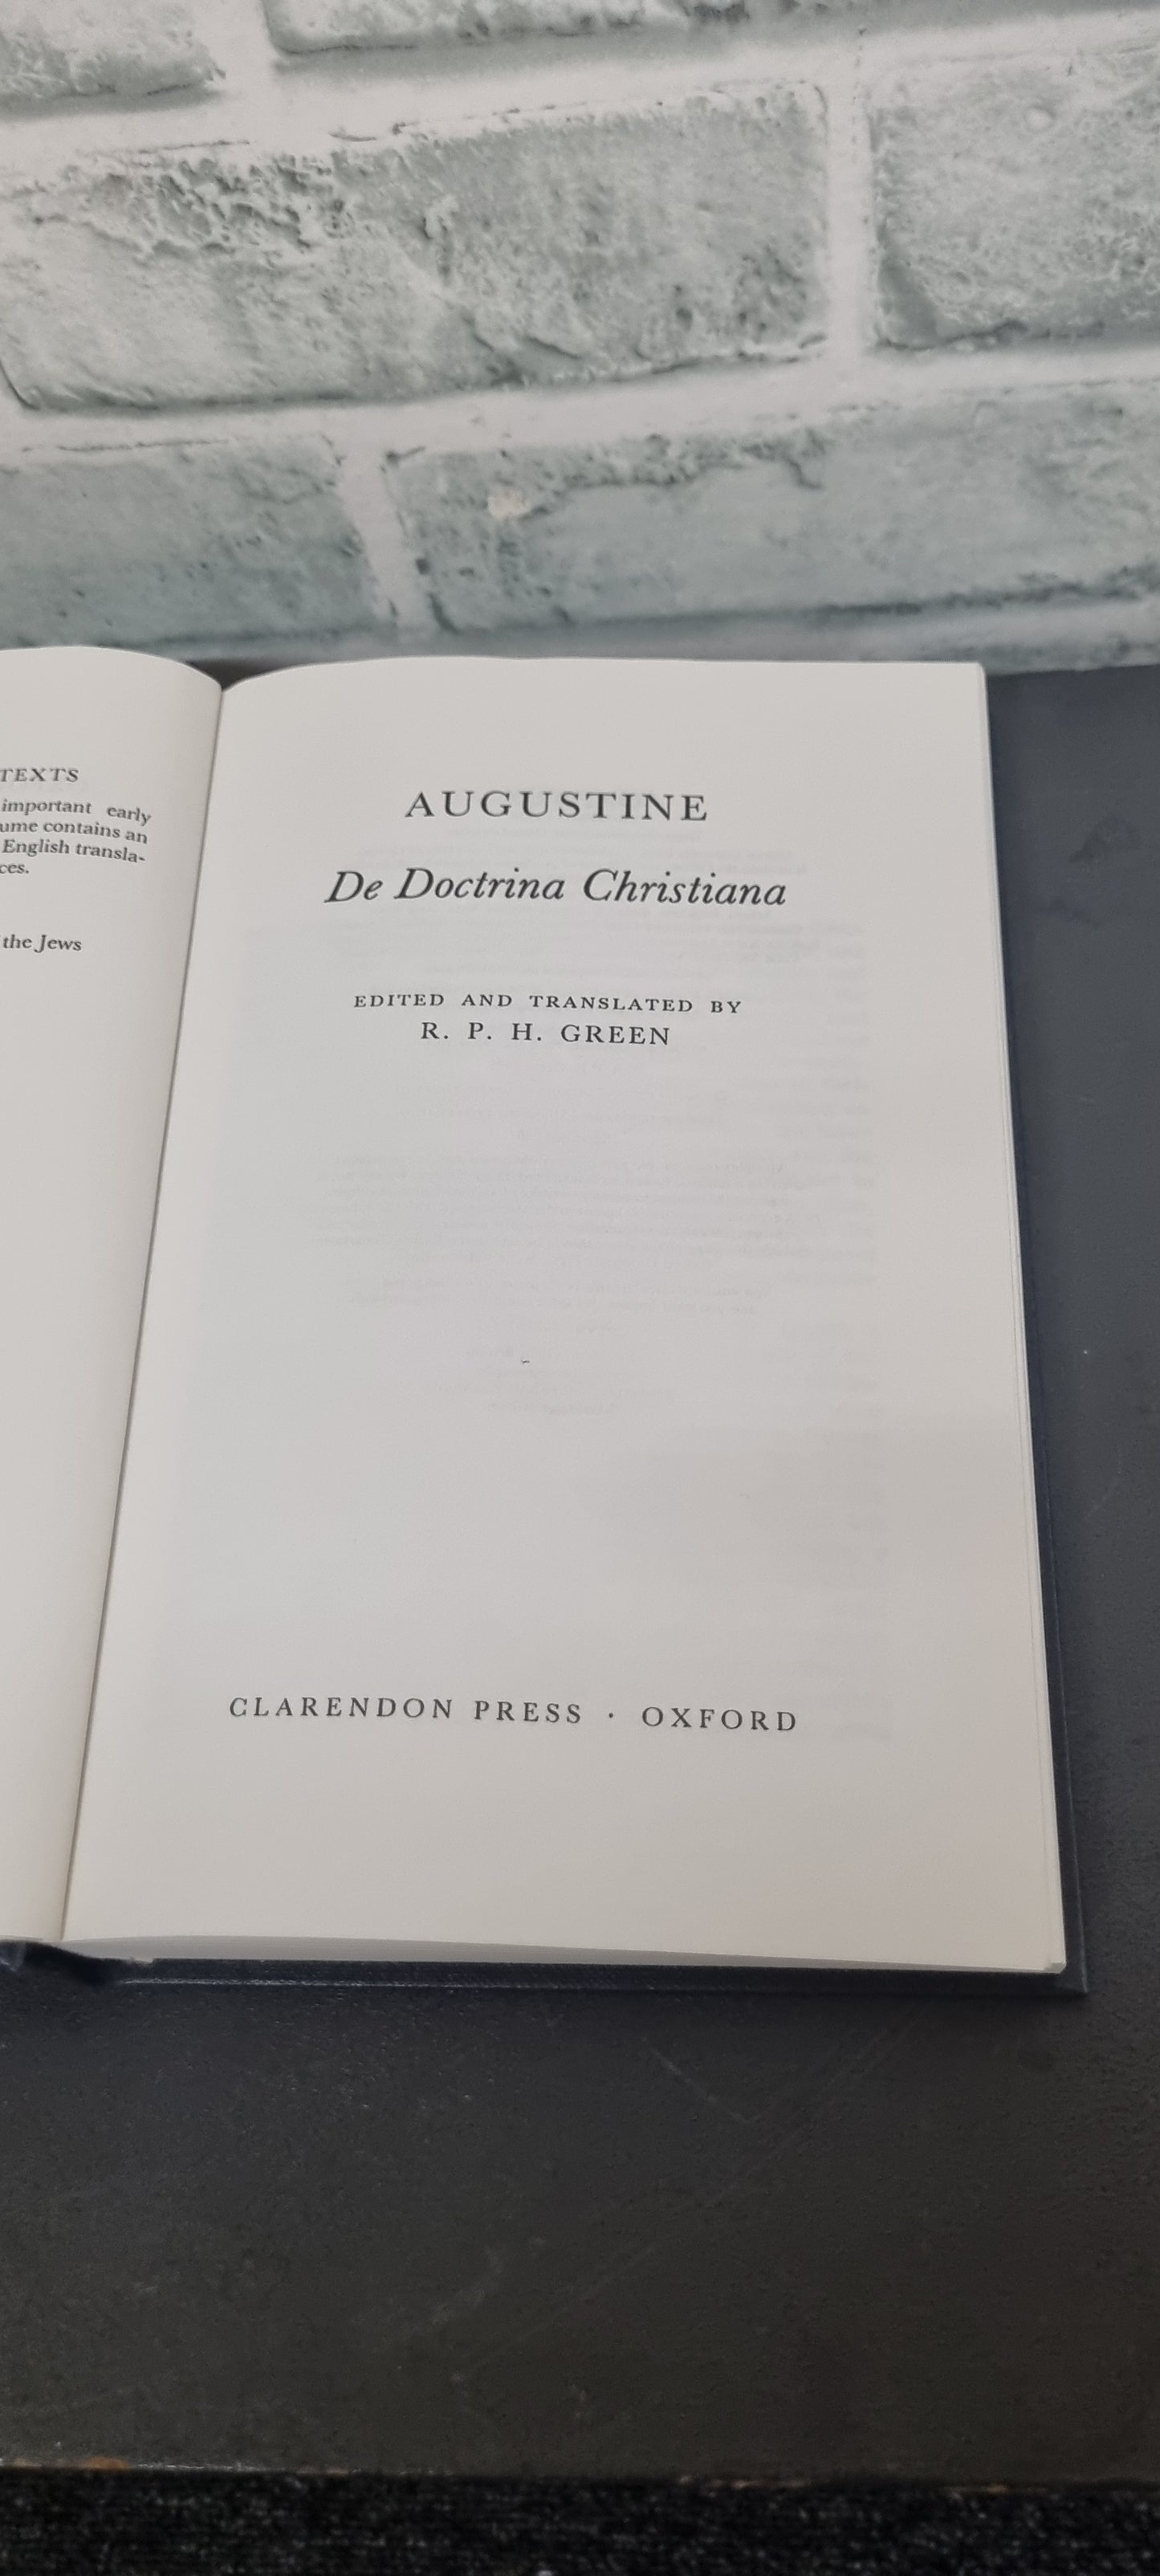 TEXTS
important early
ume contains an
English transla-
ces.
the Jews
AUGUSTINE
De Doctrina Christiana
EDITED AND TRANSLATED BY
R. P. H. GREEN
CLARENDON PRESS · OXFORD